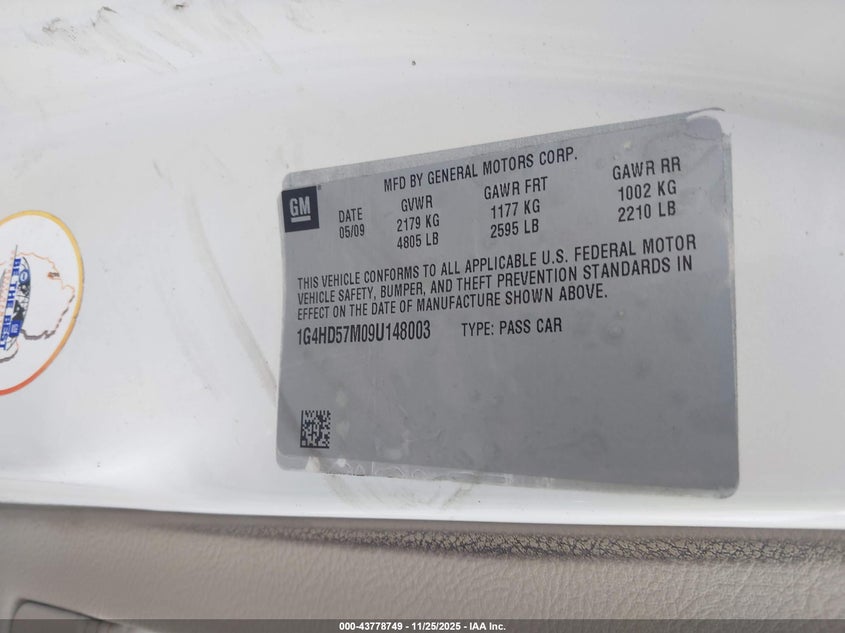 MFD BY GENERAL MOTORS CORP.
GM
DATE
05/09
GVWR
2179 KG
4805 LB
GAWR FRT
1177 KG
2595 LB
GAWR RR
1002 KG
2210 LB
THIS VEHICLE CONFORMS TO ALL APPLICABLE U.S. FEDERAL MOTOR
VEHICLE SAFETY, BUMPER, AND THEFT PREVENTION STANDARDS IN
EFFECT ON THE DATE OF MANUFACTURE SHOWN ABOVE.
1G4HD57M09U148003 TYPE: PASS CAR
BE THE BEST
000-43778749 - 11/25/2025 - IAA Inc.